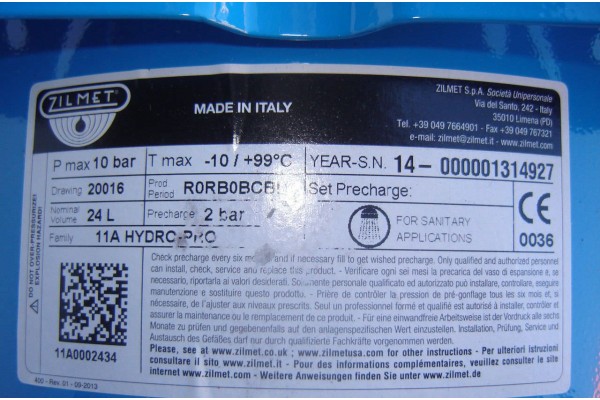 ZILMET®
MADE IN ITALY
ZILMET S.p.A. Società Unipersonale
Via del Santo, 242 - Italy
35010 Limena (PD)
Tel. +39 049 7664901 - Fax +39 049 767321
e-mail: zilmet@zilmet.it - www.zilmet.com
P max 10 bar T max -10 / +99°C YEAR-S.N. 14- 000001314927
Drawing 20016 Prod. Period R0RB0BCB Set Precharge:
Nominal Volume 24 L Precharge 2 bar FOR SANITARY APPLICATIONS CE 0036
Family 11A HYDRO-PRO
DO NOT OVER-PRESSURIZE!
EXPLOSION HAZARD!
Check precharge every six months and if necessary fill to get wished precharge. Only qualified and authorized personnel
can install, check, service and replace this product. - Verificare ogni sei mesi la precarica del vaso di espansione e, se
necessario, riportarla ai valori desiderati. Solamente personale qualificato ed autorizzato può installare, controllare, eseguire
manutenzione e sostituire questo prodotto. - Prière de contrôler la pression de pré-gonflage tous les six mois et, si
nécessaire, de l'ajuster aux niveaux prescrits. Seul un professionnel formé et qualifié est autorisé à installer, contrôler et
assurer la maintenance ou le remplacement de ce produit. - Für eine einwandfreie Arbeitsweise ist der Vordruck alle sechs
Monate zu prüfen und gegebenenfalls auf den anlagenspezifischen Wert einzustellen. Installation, Prüfung, Service und
Austausch des Gefäßes darf nur durch qualifizierte Fachkräfte erfolgen.
Please see www.zilmet.co.uk / www.zilmetusa.com for other instructions - Per ulteriori istruzioni
consultare il sito www.zilmet.it - Pour de plus amples informations, veuillez consulter le site
internet www.zilmet.com - Weitere Anweisungen finden Sie unter www.zilmet.de
11A0002434
400 - Rev. 01 - 09-2013